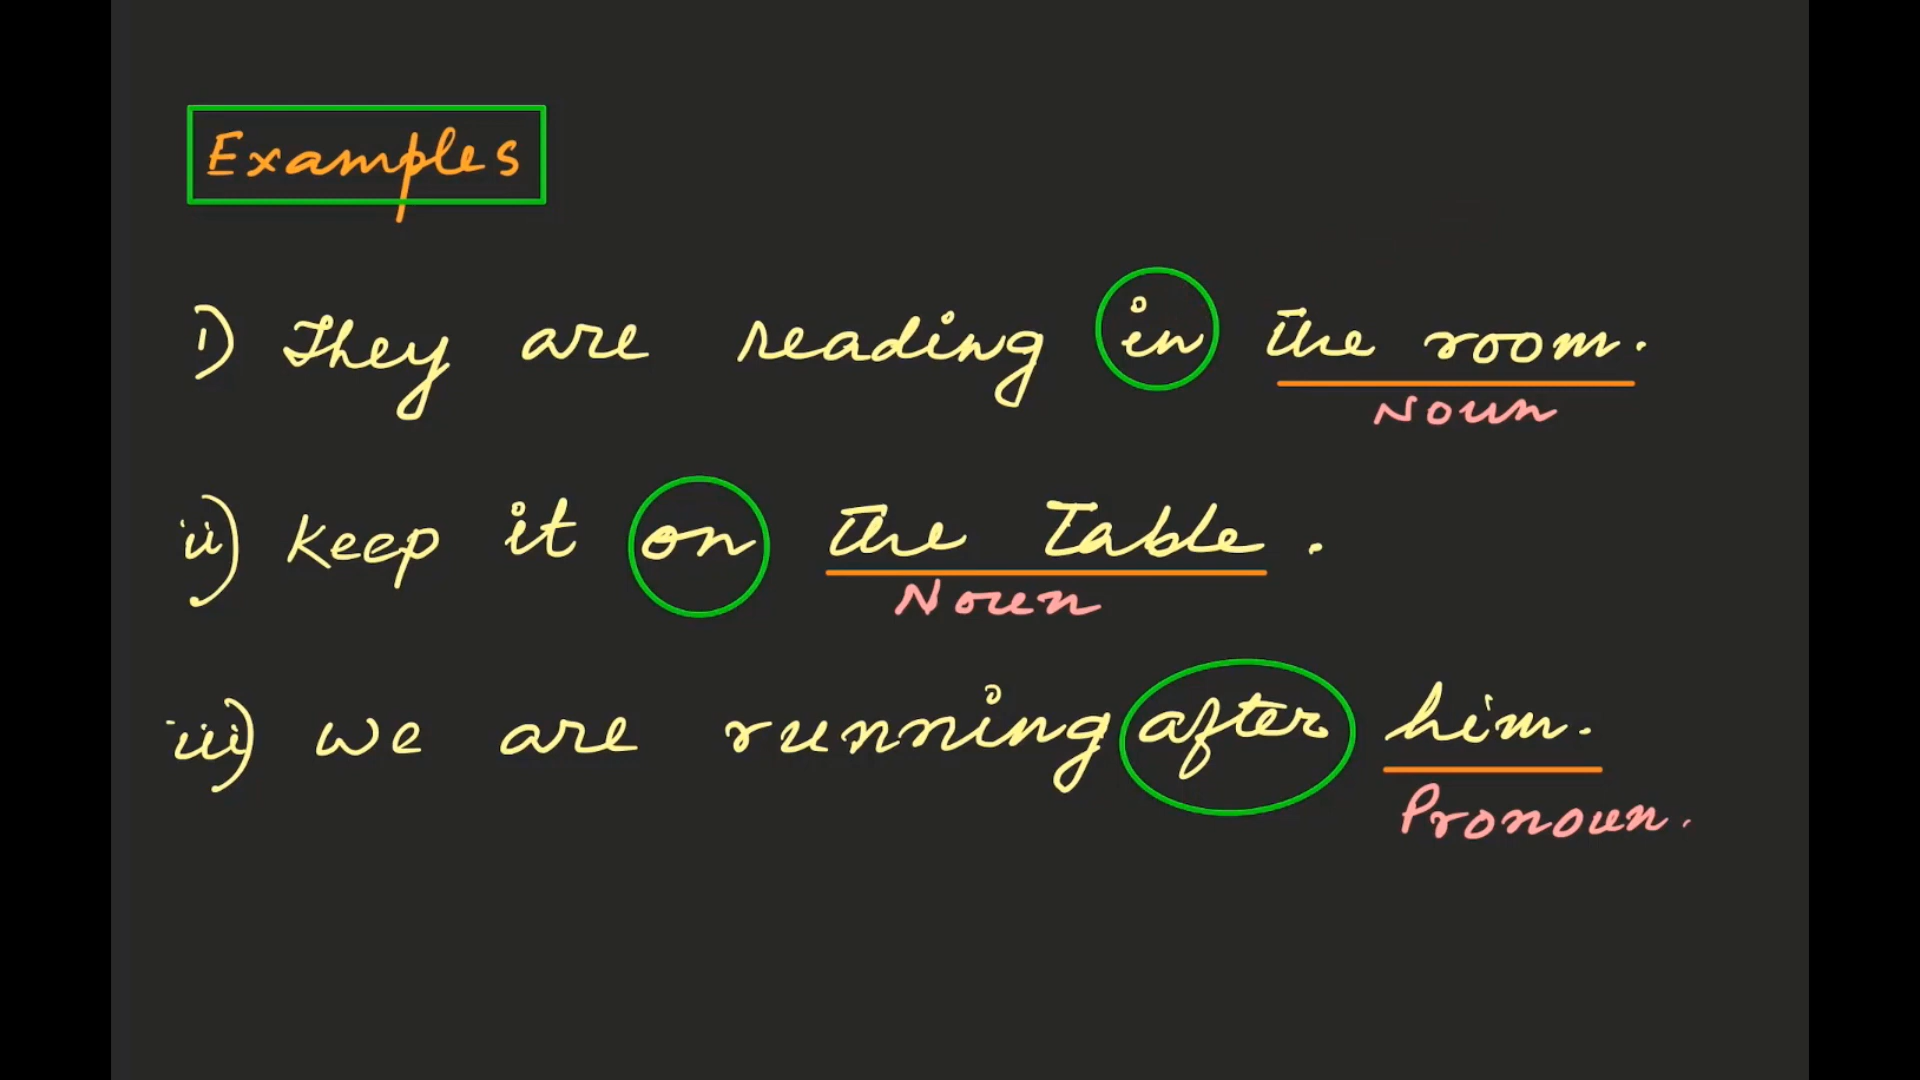 Examples
i) They are reading in the room.
Noun
ii) Keep it on the Table.
Noun
iii) We are running after him.
Pronoun.